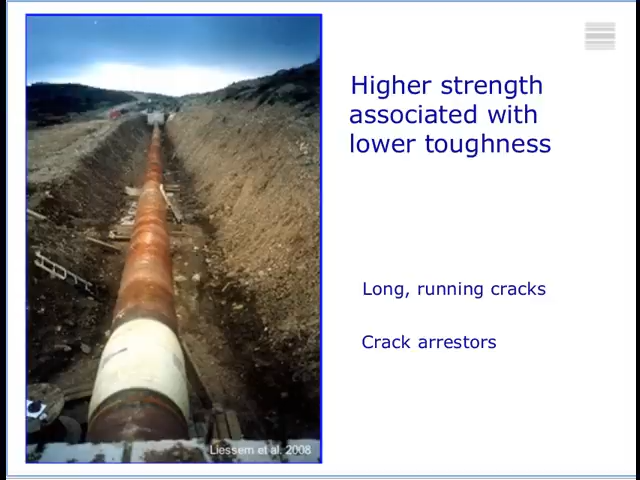 Higher strength
associated with
lower toughness
Long, running cracks
Crack arrestors
Liessem et al. 2008